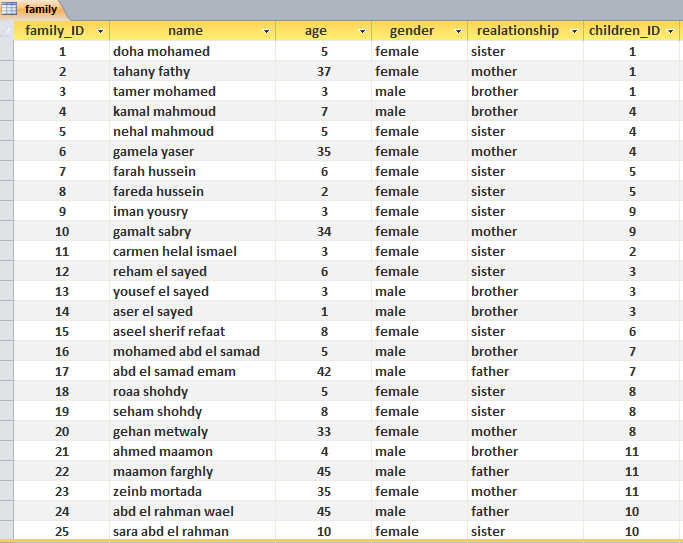 family
family_ID name age gender realationship children_ID
1 doha mohamed 5 female sister 1
2 tahany fathy 37 female mother 1
3 tamer mohamed 3 male brother 1
4 kamal mahmoud 7 male brother 4
5 nehal mahmoud 5 female sister 4
6 gamela yaser 35 female mother 4
7 farah hussein 6 female sister 5
8 fareda hussein 2 female sister 5
9 iman yousry 3 female sister 9
10 gamalt sabry 34 female mother 9
11 carmen helal ismael 3 female sister 2
12 reham el sayed 6 female sister 3
13 yousef el sayed 3 male brother 3
14 aser el sayed 1 male brother 3
15 aseel sherif refaat 8 female sister 6
16 mohamed abd el samad 5 male brother 7
17 abd el samad emam 42 male father 7
18 roaa shohdy 5 female sister 8
19 seham shohdy 8 female sister 8
20 gehan metwaly 33 female mother 8
21 ahmed maamon 4 male brother 11
22 maamon farghly 45 male father 11
23 zeinb mortada 35 female mother 11
24 abd el rahman wael 45 male father 10
25 sara abd el rahman 10 female sister 10